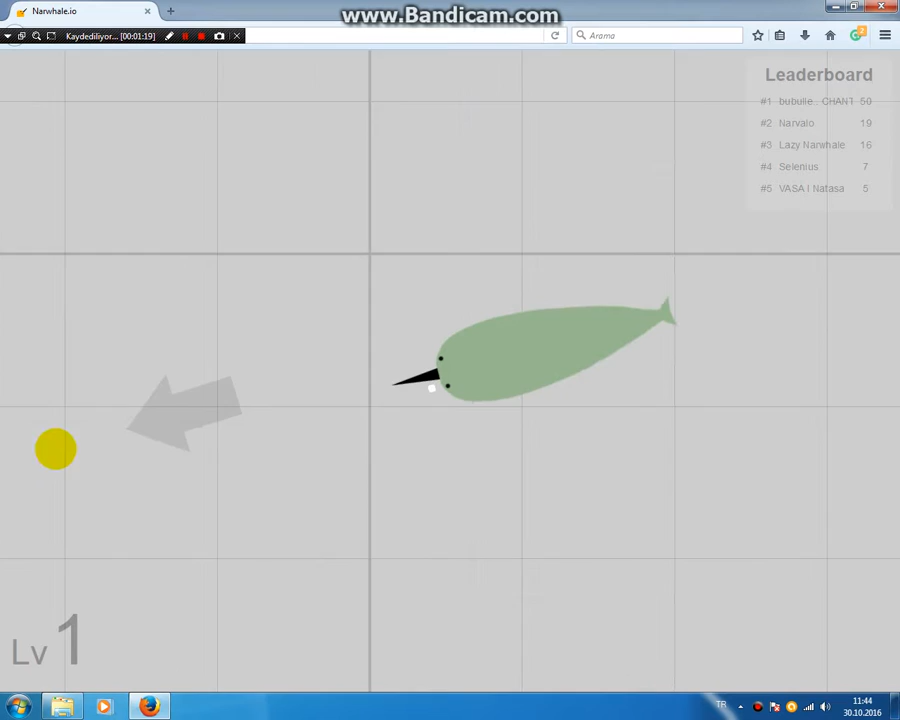 www.Bandicam.com
Narwhale.io
Kaydediliyor... [00:01:19]
Arama
2
Leaderboard
#1 bubulle.. CHANT 50
#2 Narvalo 19
#3 Lazy Narwhale 16
#4 Selenius 7
#5 VASA I Natasa 5
Lv 1
TR
11:44
30.10.2016